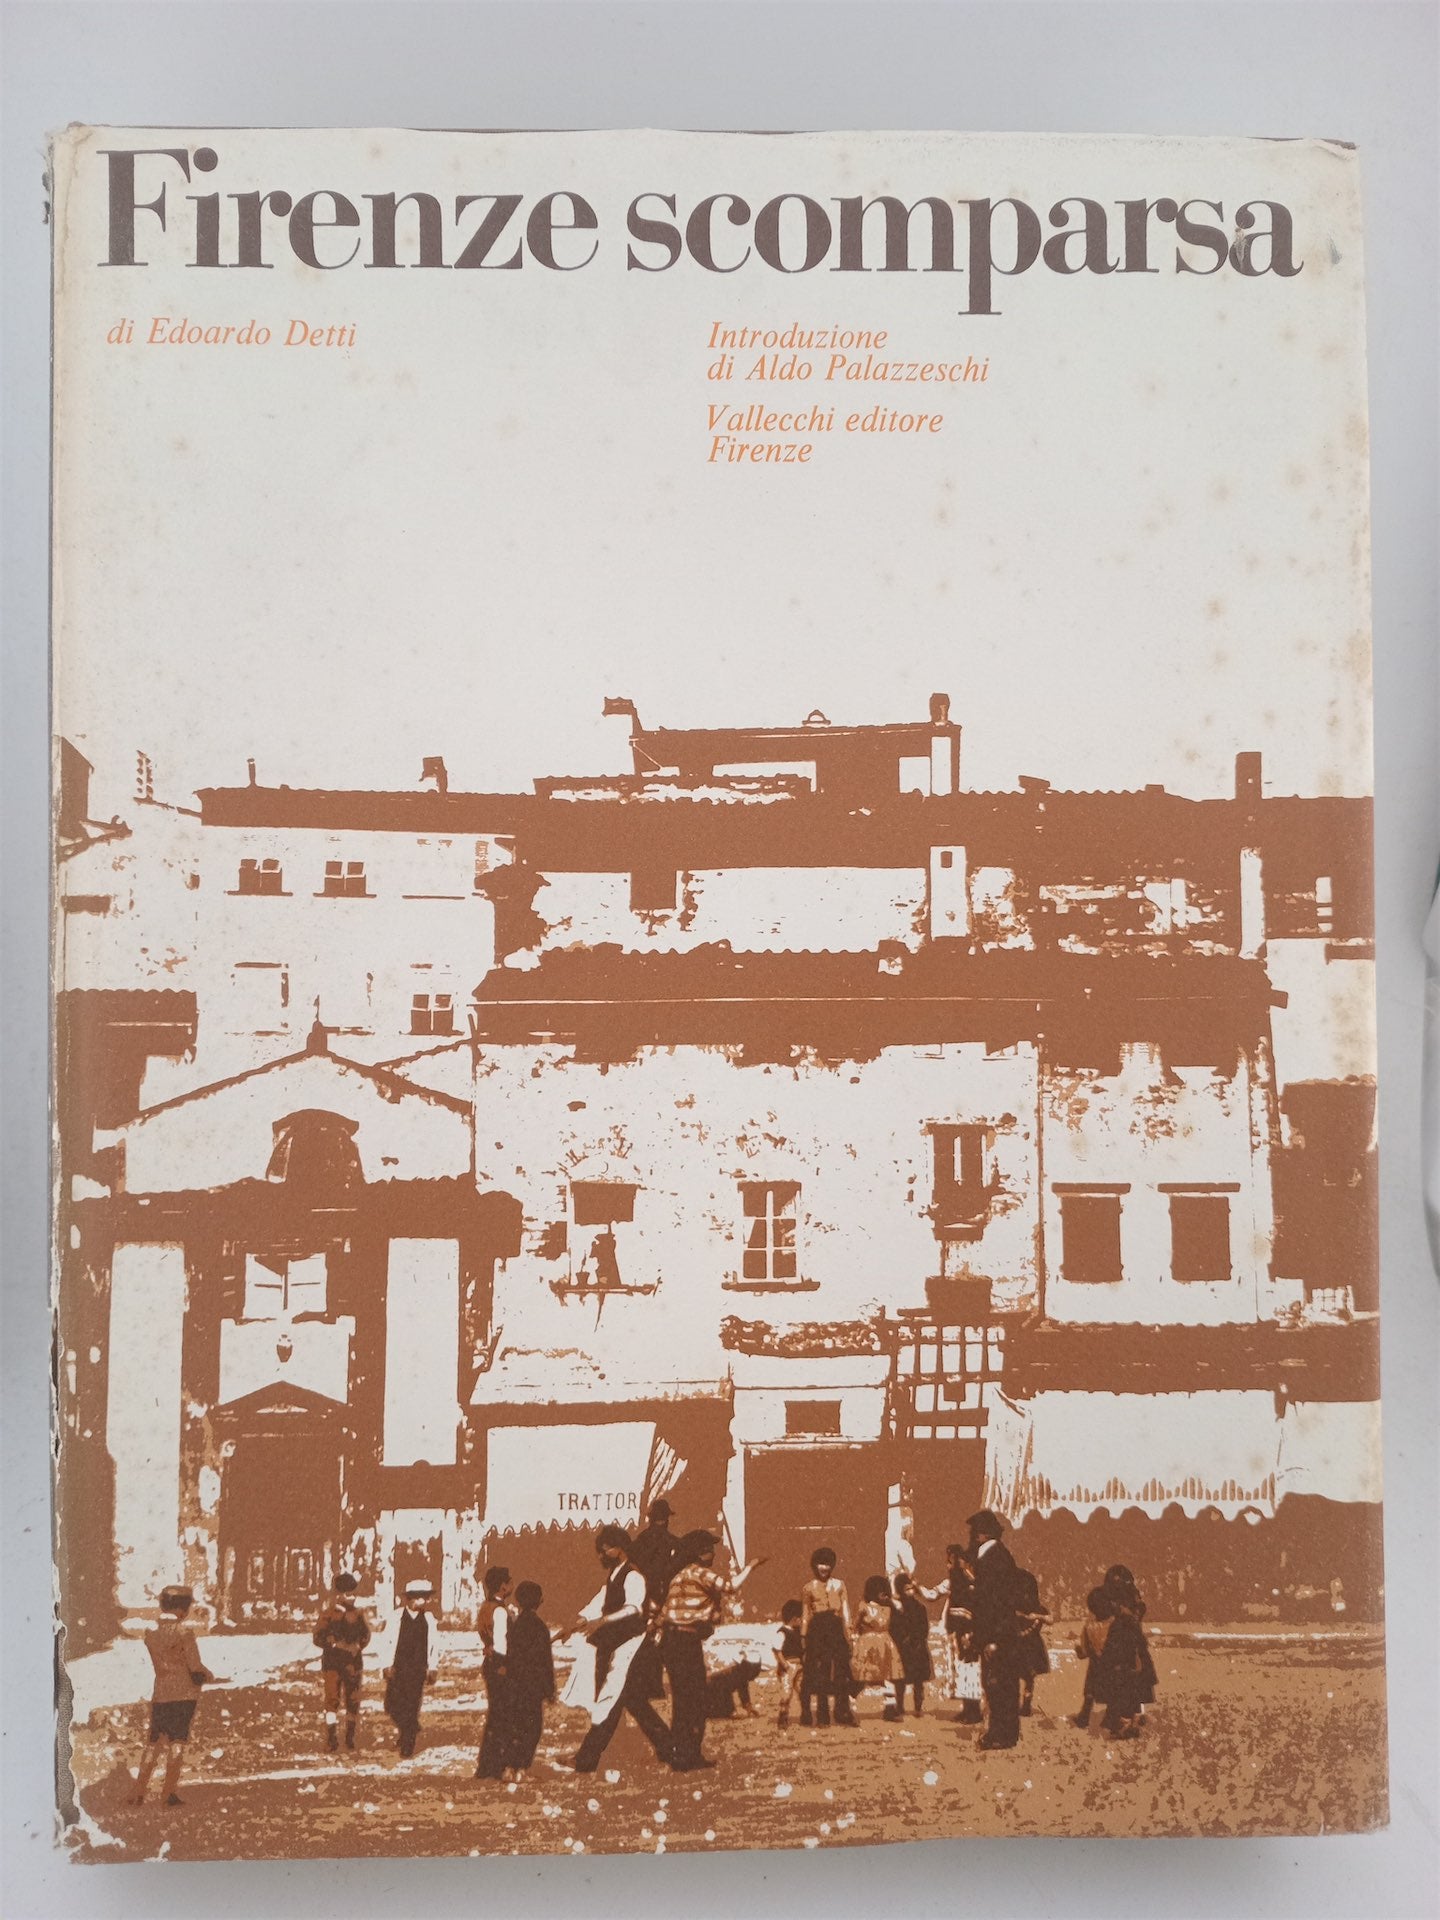 Firenze scomparsa
di Edoardo Detti
Introduzione
di Aldo Palazzeschi
Vallecchi editore
Firenze
TRATTOR